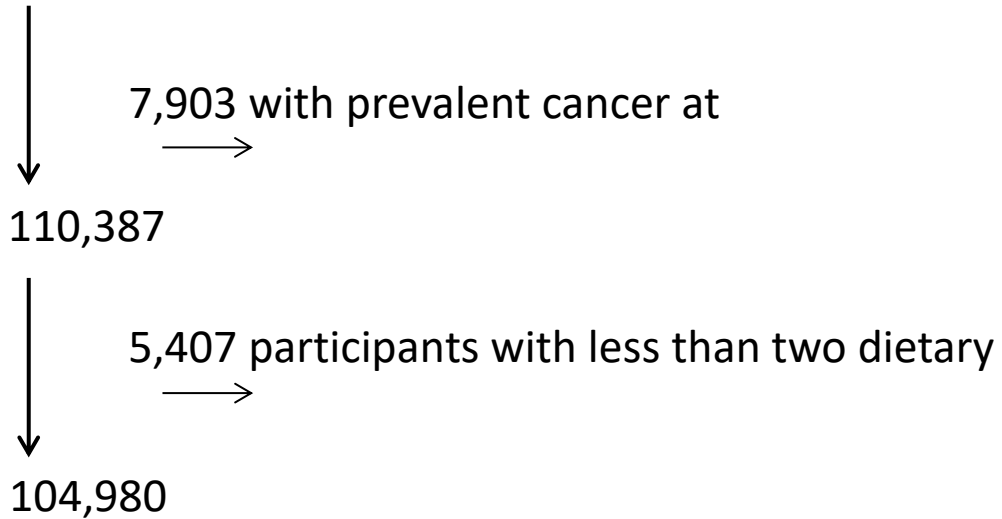 7,903 with prevalent cancer at
110,387
5,407 participants with less than two dietary
104,980